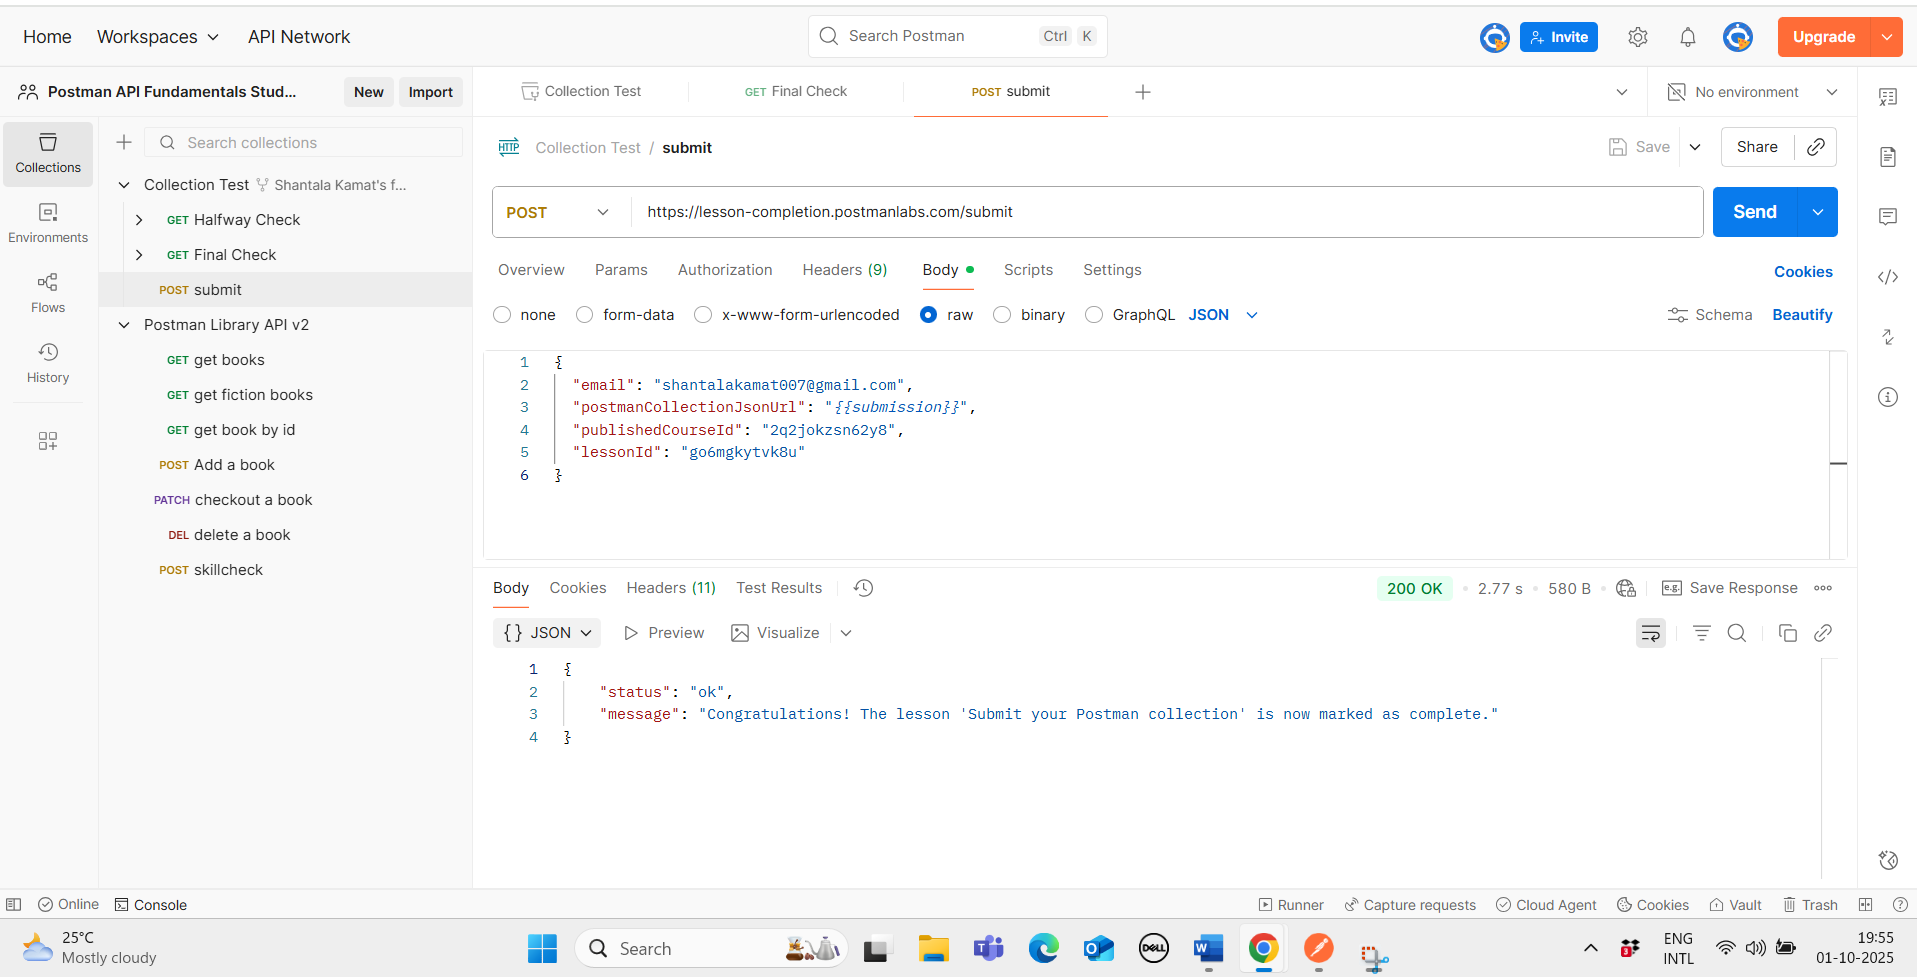 Home Workspaces API Network Search Postman Ctrl K Invite Upgrade
Postman API Fundamentals Stud... New Import Collection Test GET Final Check POST submit No environment
Collections
Environments
Flows
History
Search collections
Collection Test Shantala Kamat's f...
GET Halfway Check
GET Final Check
POST submit
Postman Library API v2
GET get books
GET get fiction books
GET get book by id
POST Add a book
PATCH checkout a book
DEL delete a book
POST skillcheck
HTTP Collection Test / submit Save Share
POST https://lesson-completion.postmanlabs.com/submit Send
Overview Params Authorization Headers (9) Body Scripts Settings Cookies
none form-data x-www-form-urlencoded raw binary GraphQL JSON Schema Beautify
1 {
2 "email": "shantalakamat007@gmail.com",
3 "postmanCollectionJsonUrl": "{{submission}}",
4 "publishedCourseId": "2q2jokzsn62y8",
5 "lessonId": "go6mgkytvk8u"
6 }
Body Cookies Headers (11) Test Results 200 OK • 2.77 s • 580 B • e.g. Save Response
{} JSON Preview Visualize
1 {
2 "status": "ok",
3 "message": "Congratulations! The lesson 'Submit your Postman collection' is now marked as complete."
4 }
Online Console Runner Capture requests Cloud Agent Cookies Vault Trash
25°C
Mostly cloudy
Search
DELL
ENG
INTL
19:55
01-10-2025